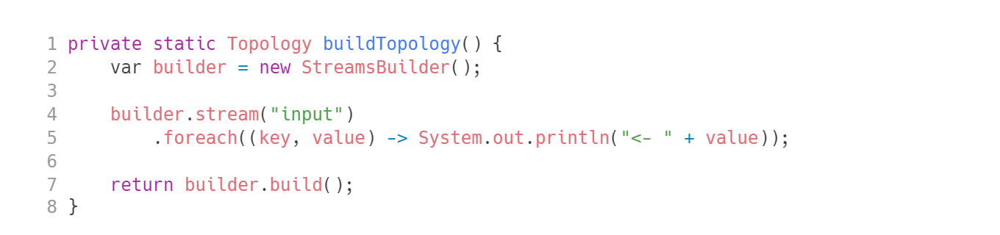 1 private static Topology buildTopology() {
2     var builder = new StreamsBuilder();
3
4     builder.stream("input")
5         .foreach((key, value) -> System.out.println("<- " + value));
6
7     return builder.build();
8 }